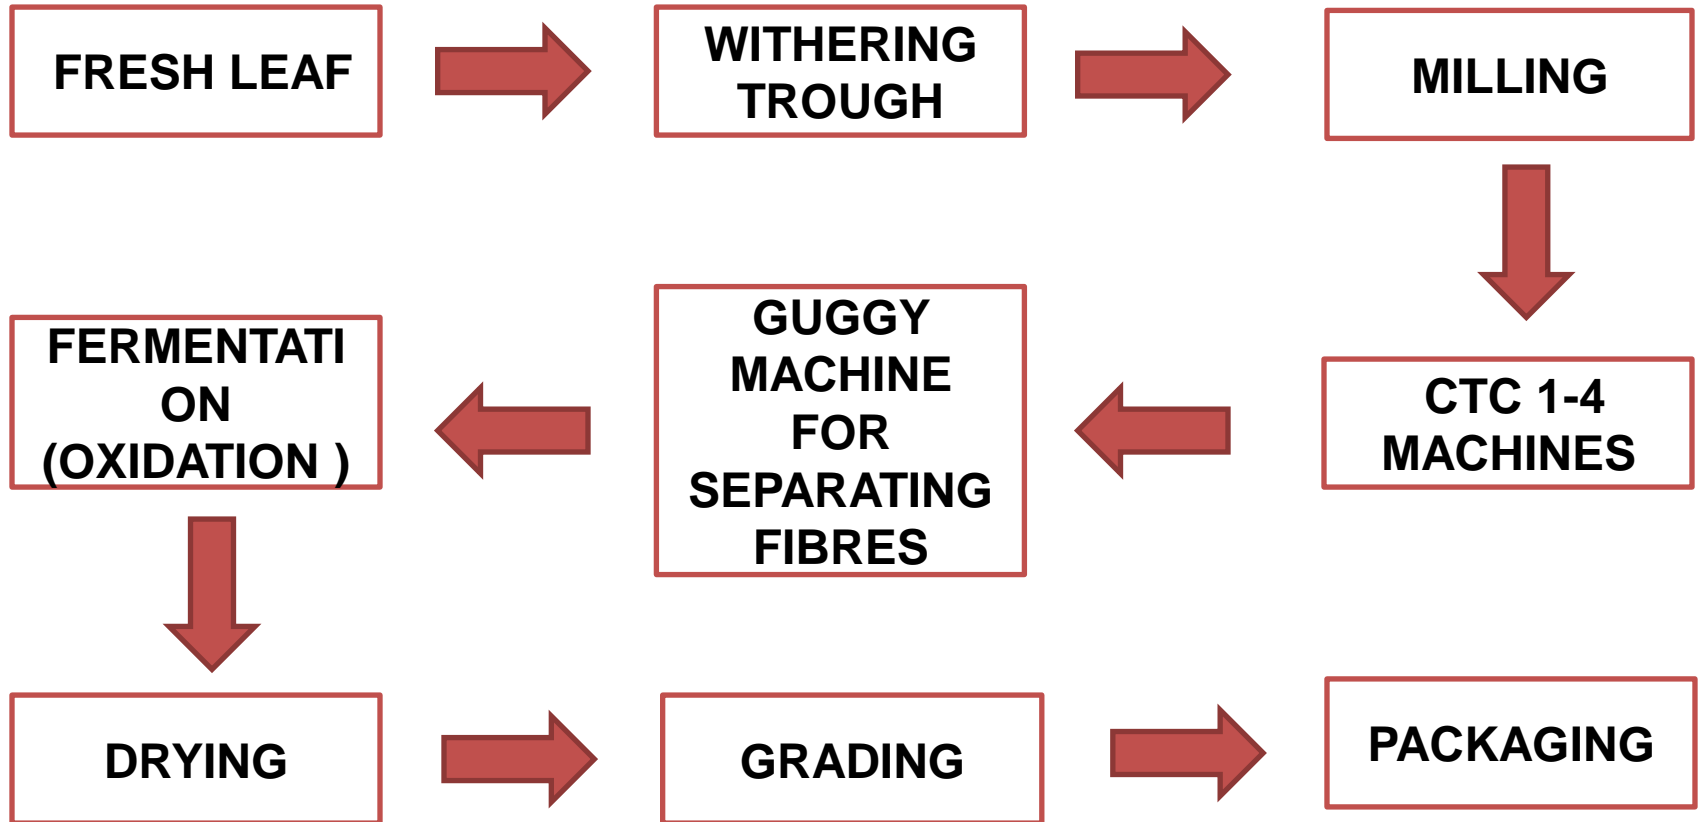 FRESH LEAF
WITHERING
TROUGH
MILLING
CTC 1-4
MACHINES
GUGGY
MACHINE
FOR
SEPARATING
FIBRES
FERMENTATI
ON
(OXIDATION )
DRYING
GRADING
PACKAGING